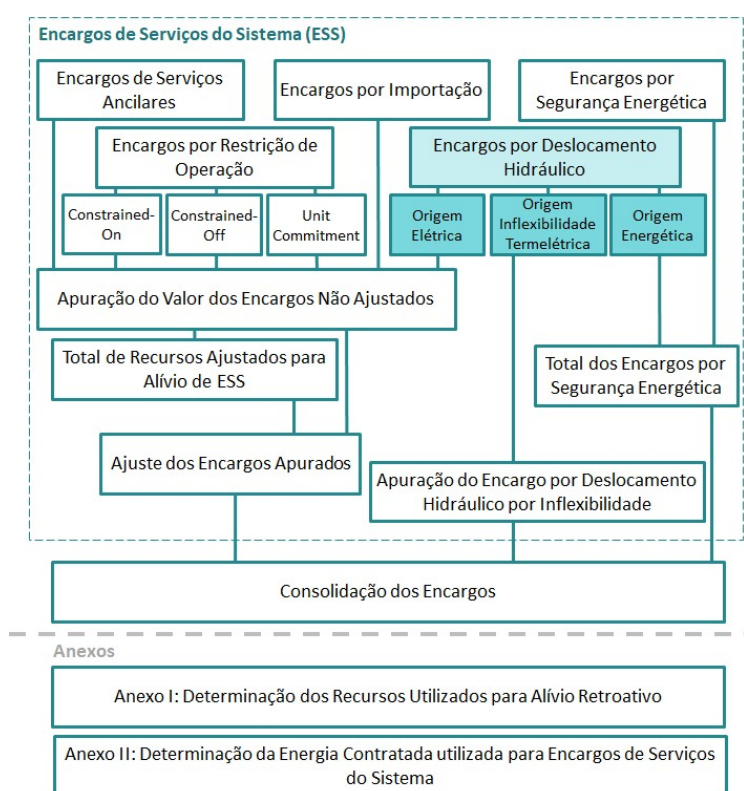 Encargos de Serviços do Sistema (ESS)
Encargos de Serviços
Ancilares
Encargos por Importação
Encargos por
Segurança Energética
Encargos por Restrição de
Operação
Encargos por Deslocamento
Hidráulico
Constrained-
On
Constrained-
Off
Unit
Commitment
Origem
Elétrica
Origem
Inflexibilidade
Termelétrica
Origem
Energética
Apuração do Valor dos Encargos Não Ajustados
Total de Recursos Ajustados para
Alívio de ESS
Total dos Encargos por
Segurança Energética
Ajuste dos Encargos Apurados
Apuração do Encargo por Deslocamento
Hidráulico por Inflexibilidade
Consolidação dos Encargos
Anexos
Anexo I: Determinação dos Recursos Utilizados para Alívio Retroativo
Anexo II: Determinação da Energia Contratada utilizada para Encargos de Serviços
do Sistema